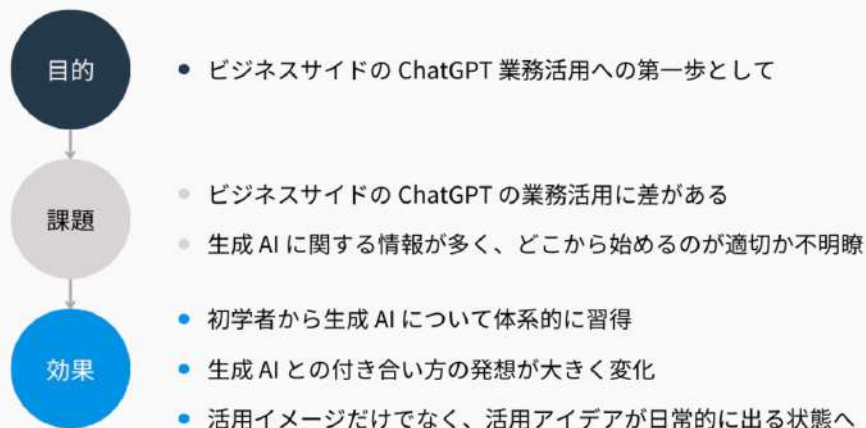 目的
ビジネスサイドの ChatGPT 業務活用への第一歩として
課題
ビジネスサイドの ChatGPT の業務活用に差がある
生成 AI に関する情報が多く、どこから始めるのが適切か不明瞭
効果
初学者から生成 AI について体系的に習得
生成 AI との付き合い方の発想が大きく変化
活用イメージだけでなく、活用アイデアが日常的に出る状態へ